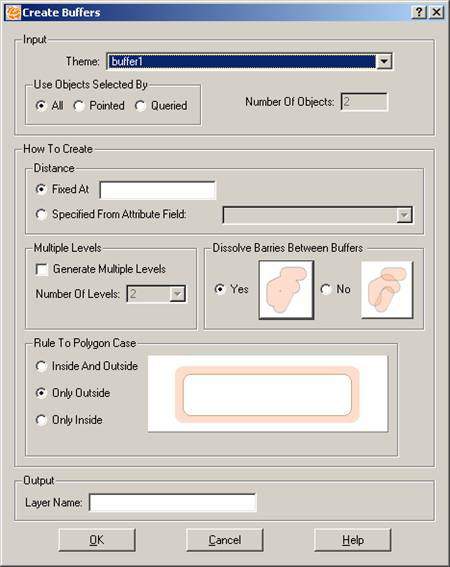 Create Buffers
Input
Theme: buffer1
Use Objects Selected By
All Pointed Queried
Number Of Objects: 2
How To Create
Distance
Fixed At
Specified From Attribute Field:
Multiple Levels
Generate Multiple Levels
Number Of Levels: 2
Dissolve Barries Between Buffers
Yes No
Rule To Polygon Case
Inside And Outside
Only Outside
Only Inside
Output
Layer Name:
OK Cancel Help